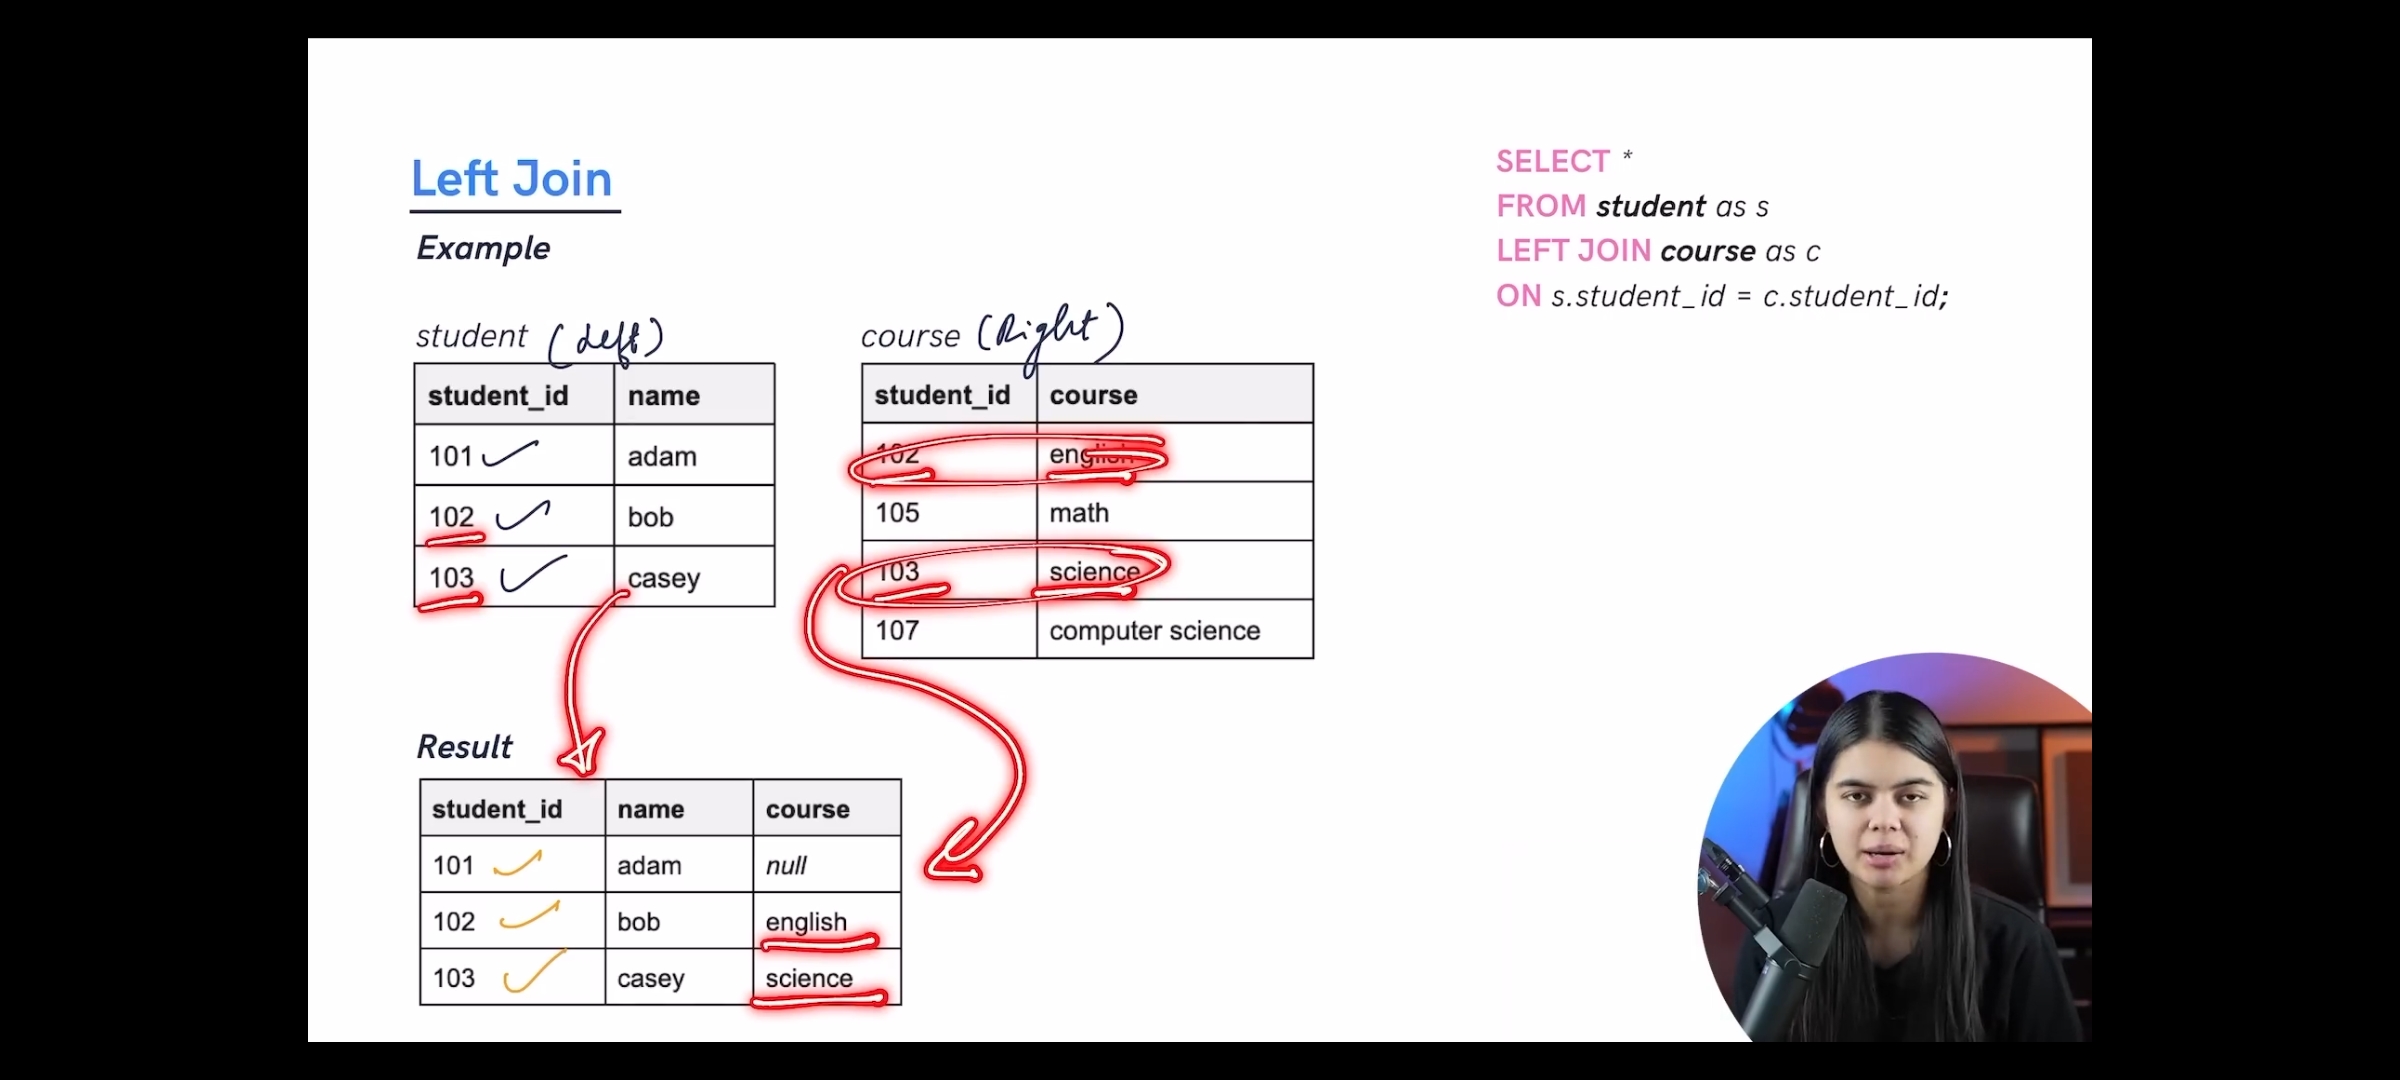 Left Join
Example
SELECT *
FROM student as s
LEFT JOIN course as c
ON s.student_id = c.student_id;
student (Left)
student_id name
101 adam
102 bob
103 casey
course (Right)
student_id course
102 english
105 math
103 science
107 computer science
Result
student_id name course
101 adam null
102 bob english
103 casey science